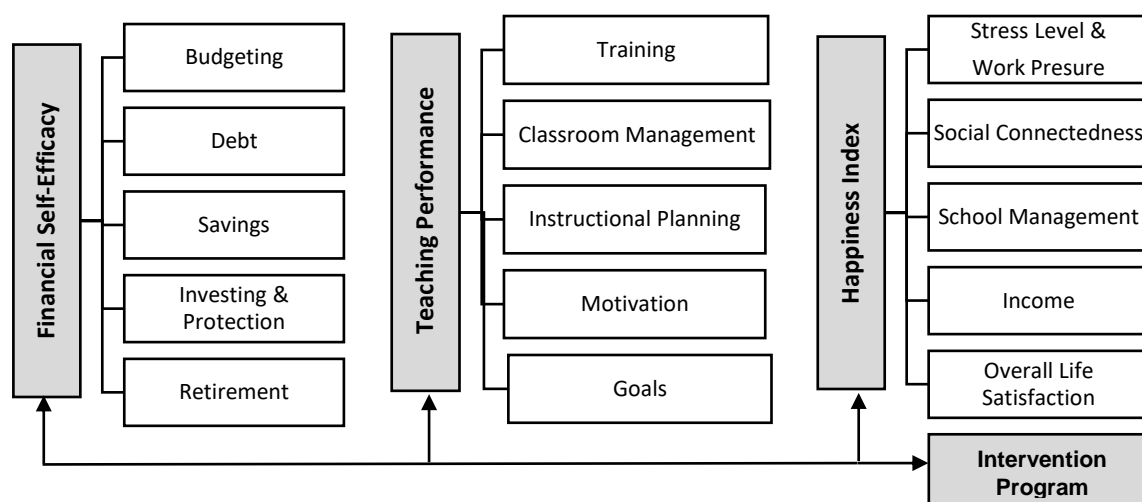 Financial Self-Efficacy
Budgeting
Debt
Savings
Investing &
Protection
Retirement
Teaching Performance
Training
Classroom Management
Instructional Planning
Motivation
Goals
Happiness Index
Stress Level &
Work Presure
Social Connectedness
School Management
Income
Overall Life
Satisfaction
Intervention
Program